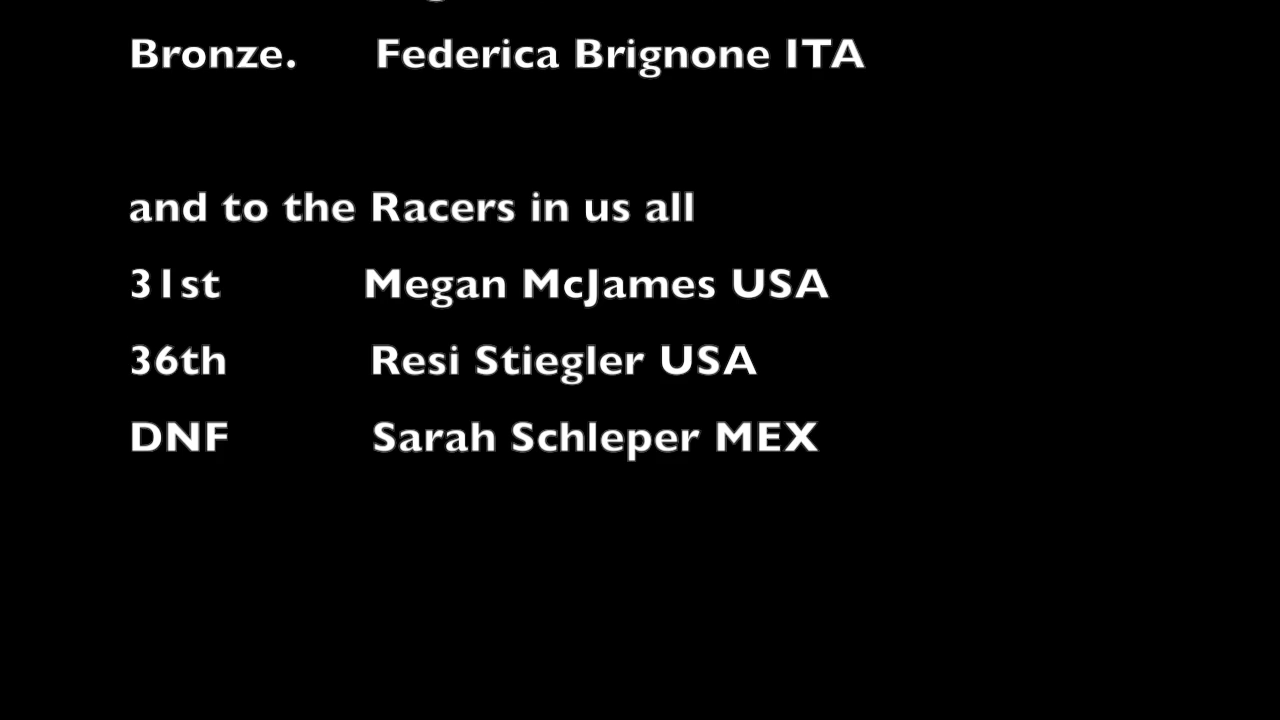 Bronze. Federica Brignone ITA
and to the Racers in us all
31st Megan McJames USA
36th Resi Stiegler USA
DNF Sarah Schleper MEX